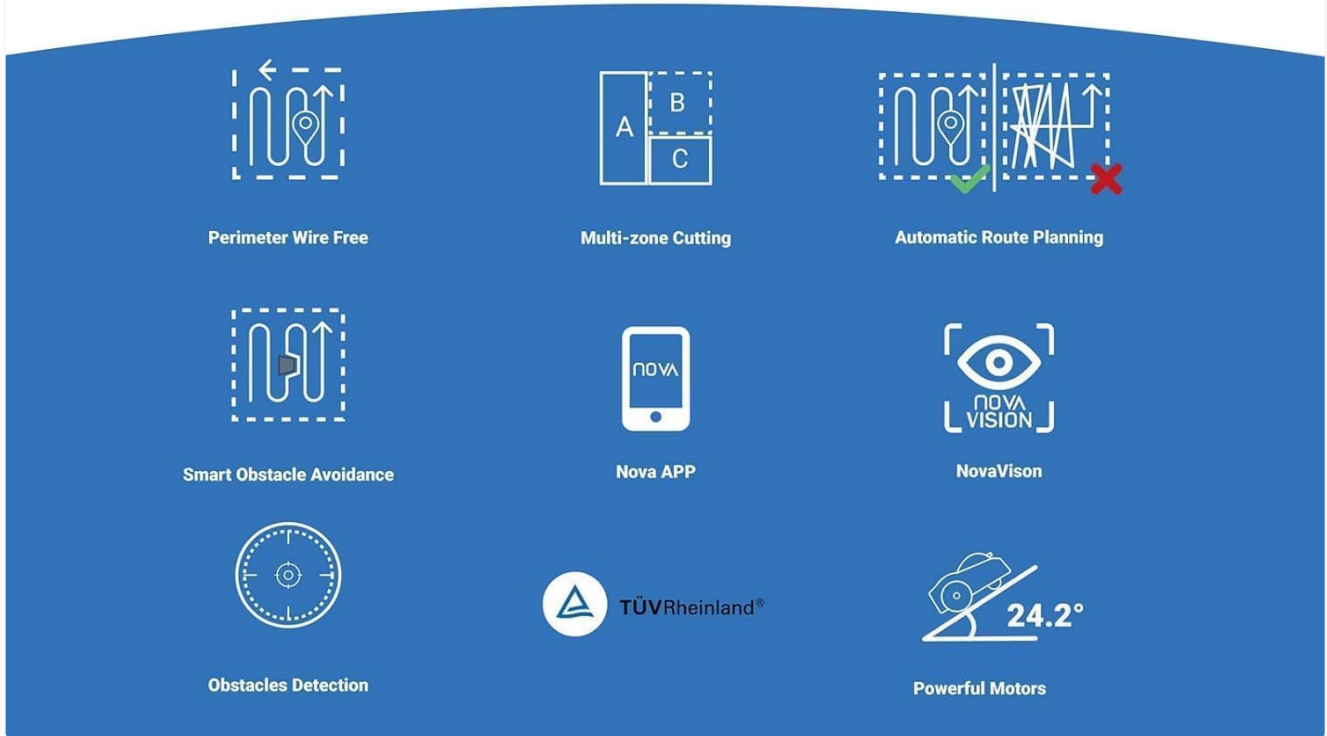 A
B
C
Perimeter Wire Free
Multi-zone Cutting
Automatic Route Planning
NOVA
NOVA
VISION
Smart Obstacle Avoidance
Nova APP
NovaVison
TÜVRheinland®
24.2°
Obstacles Detection
Powerful Motors